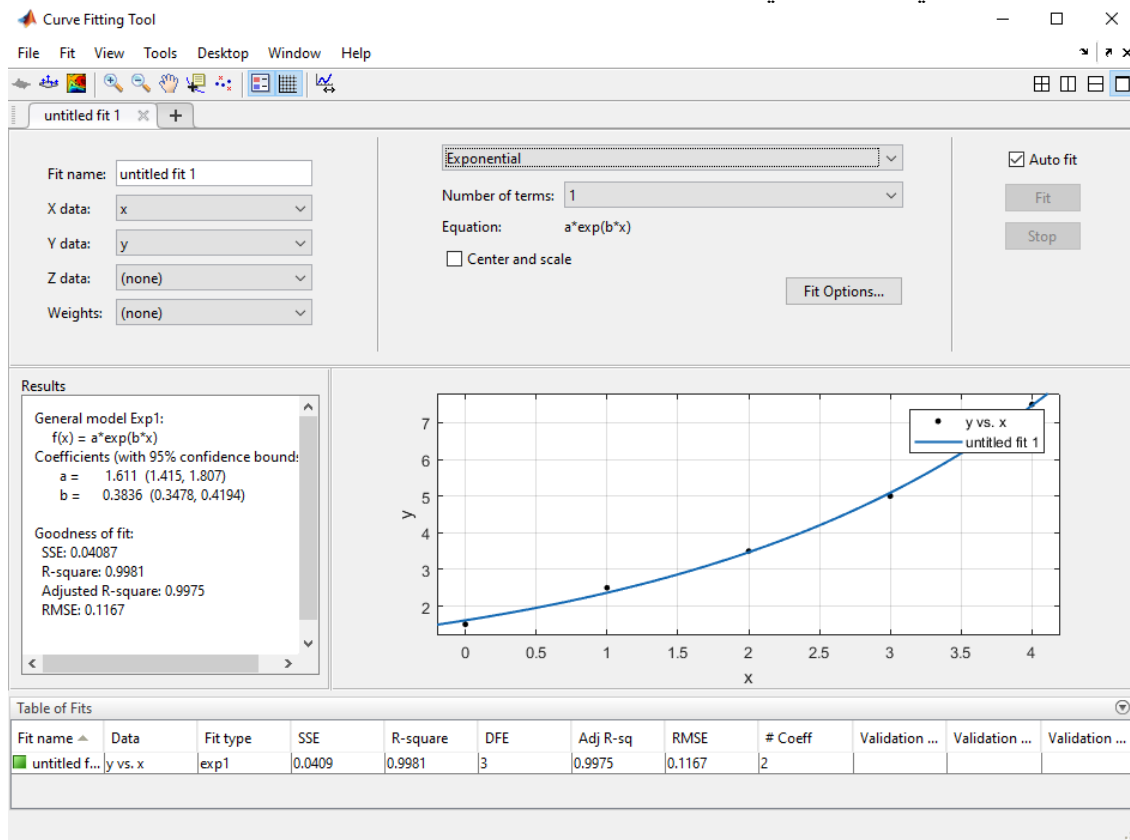 Curve Fitting Tool
File Fit View Tools Desktop Window Help
untitled fit 1
Fit name: untitled fit 1
X data: x
Y data: y
Z data: (none)
Weights: (none)
Exponential
Number of terms: 1
Equation: a*exp(b*x)
Center and scale
Fit Options...
Auto fit
Fit
Stop
Results
General model Exp1:
f(x) = a*exp(b*x)
Coefficients (with 95% confidence bounds
a = 1.611 (1.415, 1.807)
b = 0.3836 (0.3478, 0.4194)
Goodness of fit:
SSE: 0.04087
R-square: 0.9981
Adjusted R-square: 0.9975
RMSE: 0.1167
y vs. x
untitled fit 1
7
6
5
4
3
2
y
0 0.5 1 1.5 2 2.5 3 3.5 4
x
Table of Fits
Fit name Data Fit type SSE R-square DFE Adj R-sq RMSE # Coeff Validation ... Validation ... Validation ...
untitled f... y vs. x exp1 0.0409 0.9981 3 0.9975 0.1167 2